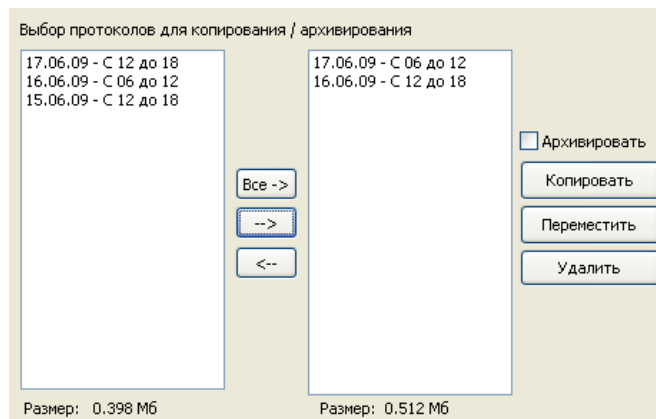 Выбор протоколов для копирования / архивирования
17.06.09 - С 12 до 18
16.06.09 - С 06 до 12
15.06.09 - С 12 до 18
17.06.09 - С 06 до 12
16.06.09 - С 12 до 18
Все ->
-->
<--
Архивировать
Копировать
Переместить
Удалить
Размер: 0.398 Мб
Размер: 0.512 Мб